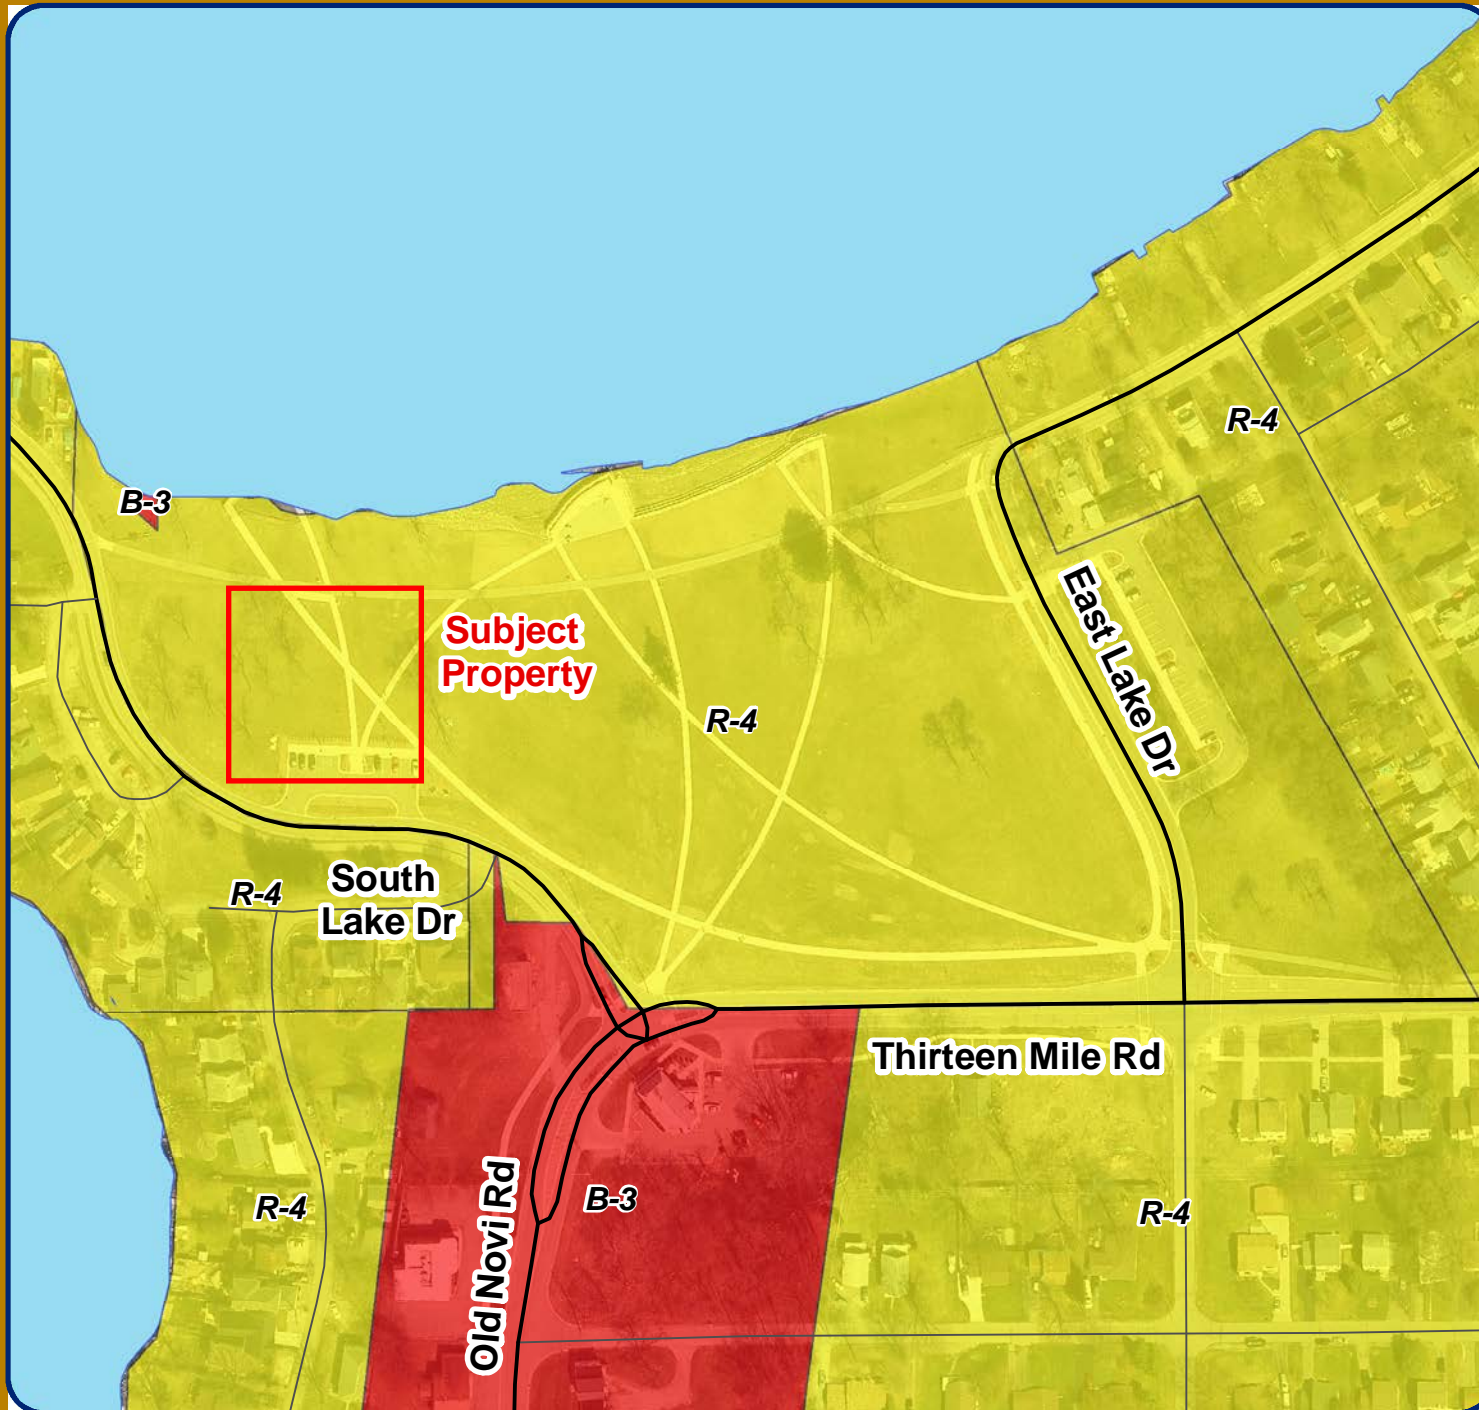 R-4
B-3
Subject
Property
East Lake Dr
R-4
South
Lake Dr
R-4
Thirteen Mile Rd
Old Novi Rd
B-3
R-4
R-4